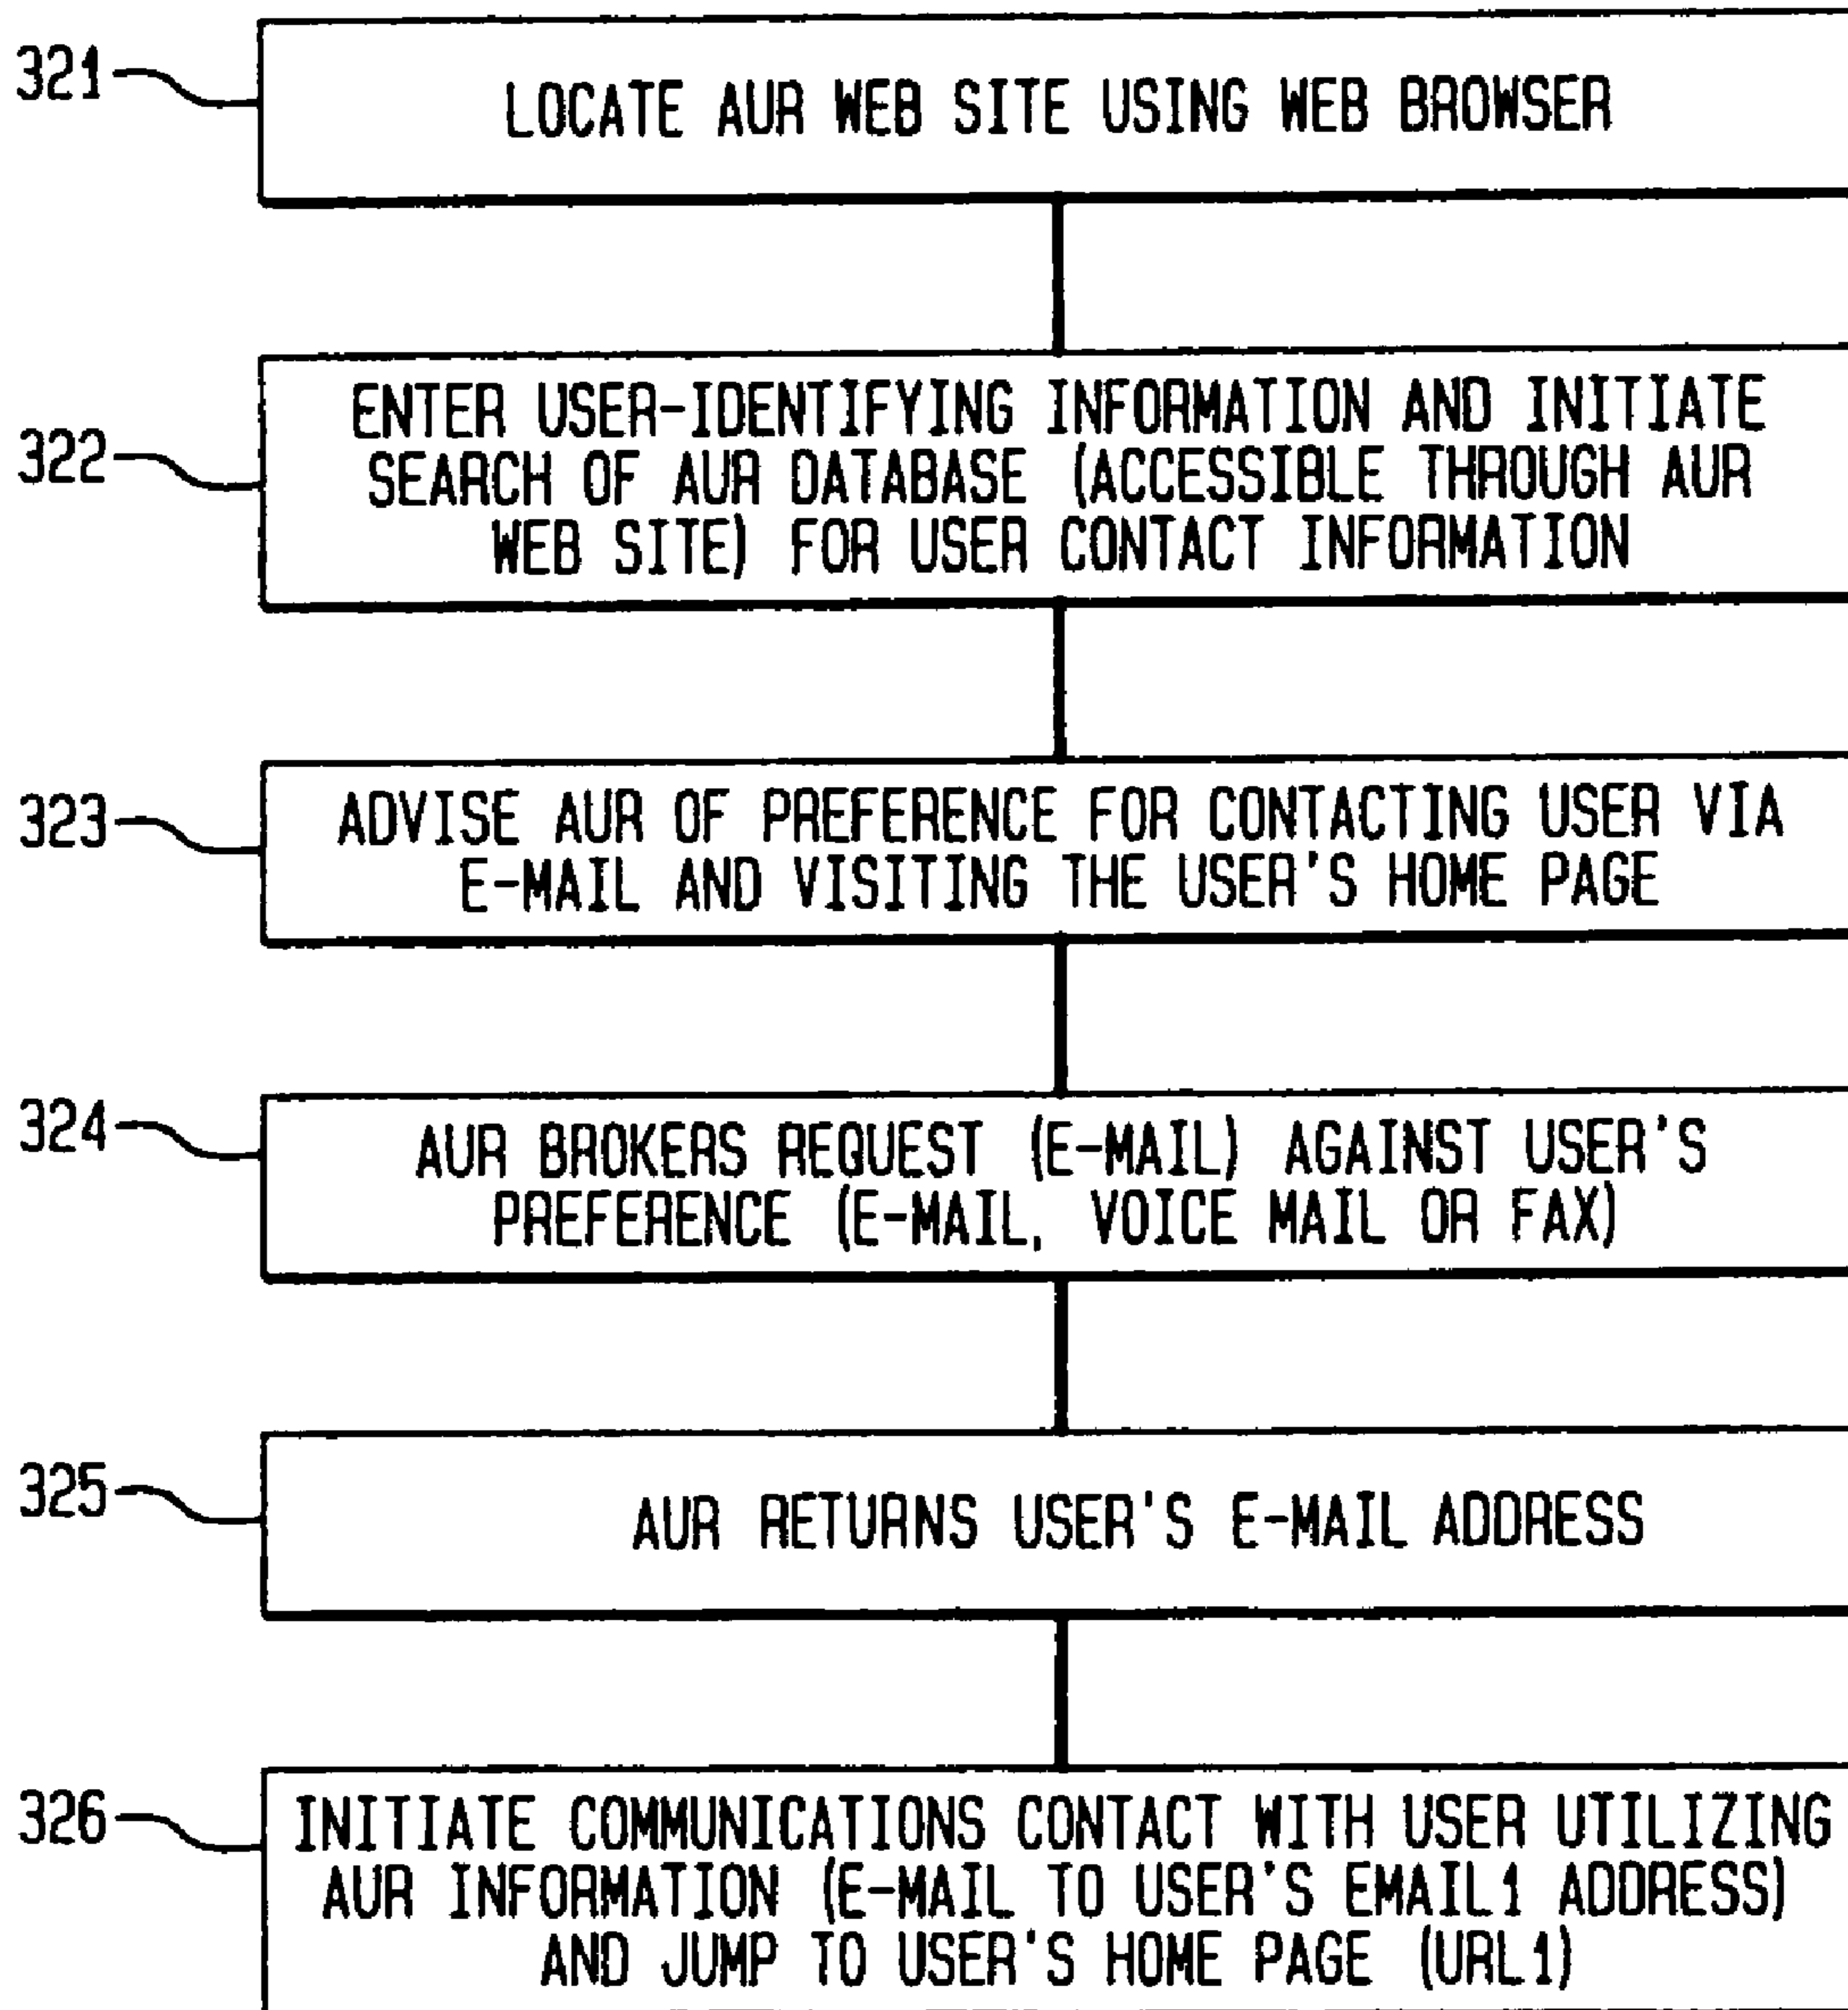 321
LOCATE AUR WEB SITE USING WEB BROWSER
322
ENTER USER-IDENTIFYING INFORMATION AND INITIATE
SEARCH OF AUR DATABASE (ACCESSIBLE THROUGH AUR
WEB SITE) FOR USER CONTACT INFORMATION
323
ADVISE AUR OF PREFERENCE FOR CONTACTING USER VIA
E-MAIL AND VISITING THE USER'S HOME PAGE
324
AUR BROKERS REQUEST (E-MAIL) AGAINST USER'S
PREFERENCE (E-MAIL, VOICE MAIL OR FAX)
325
AUR RETURNS USER'S E-MAIL ADDRESS
326
INITIATE COMMUNICATIONS CONTACT WITH USER UTILIZING
AUR INFORMATION (E-MAIL TO USER'S EMAIL1 ADDRESS)
AND JUMP TO USER'S HOME PAGE (URL1)